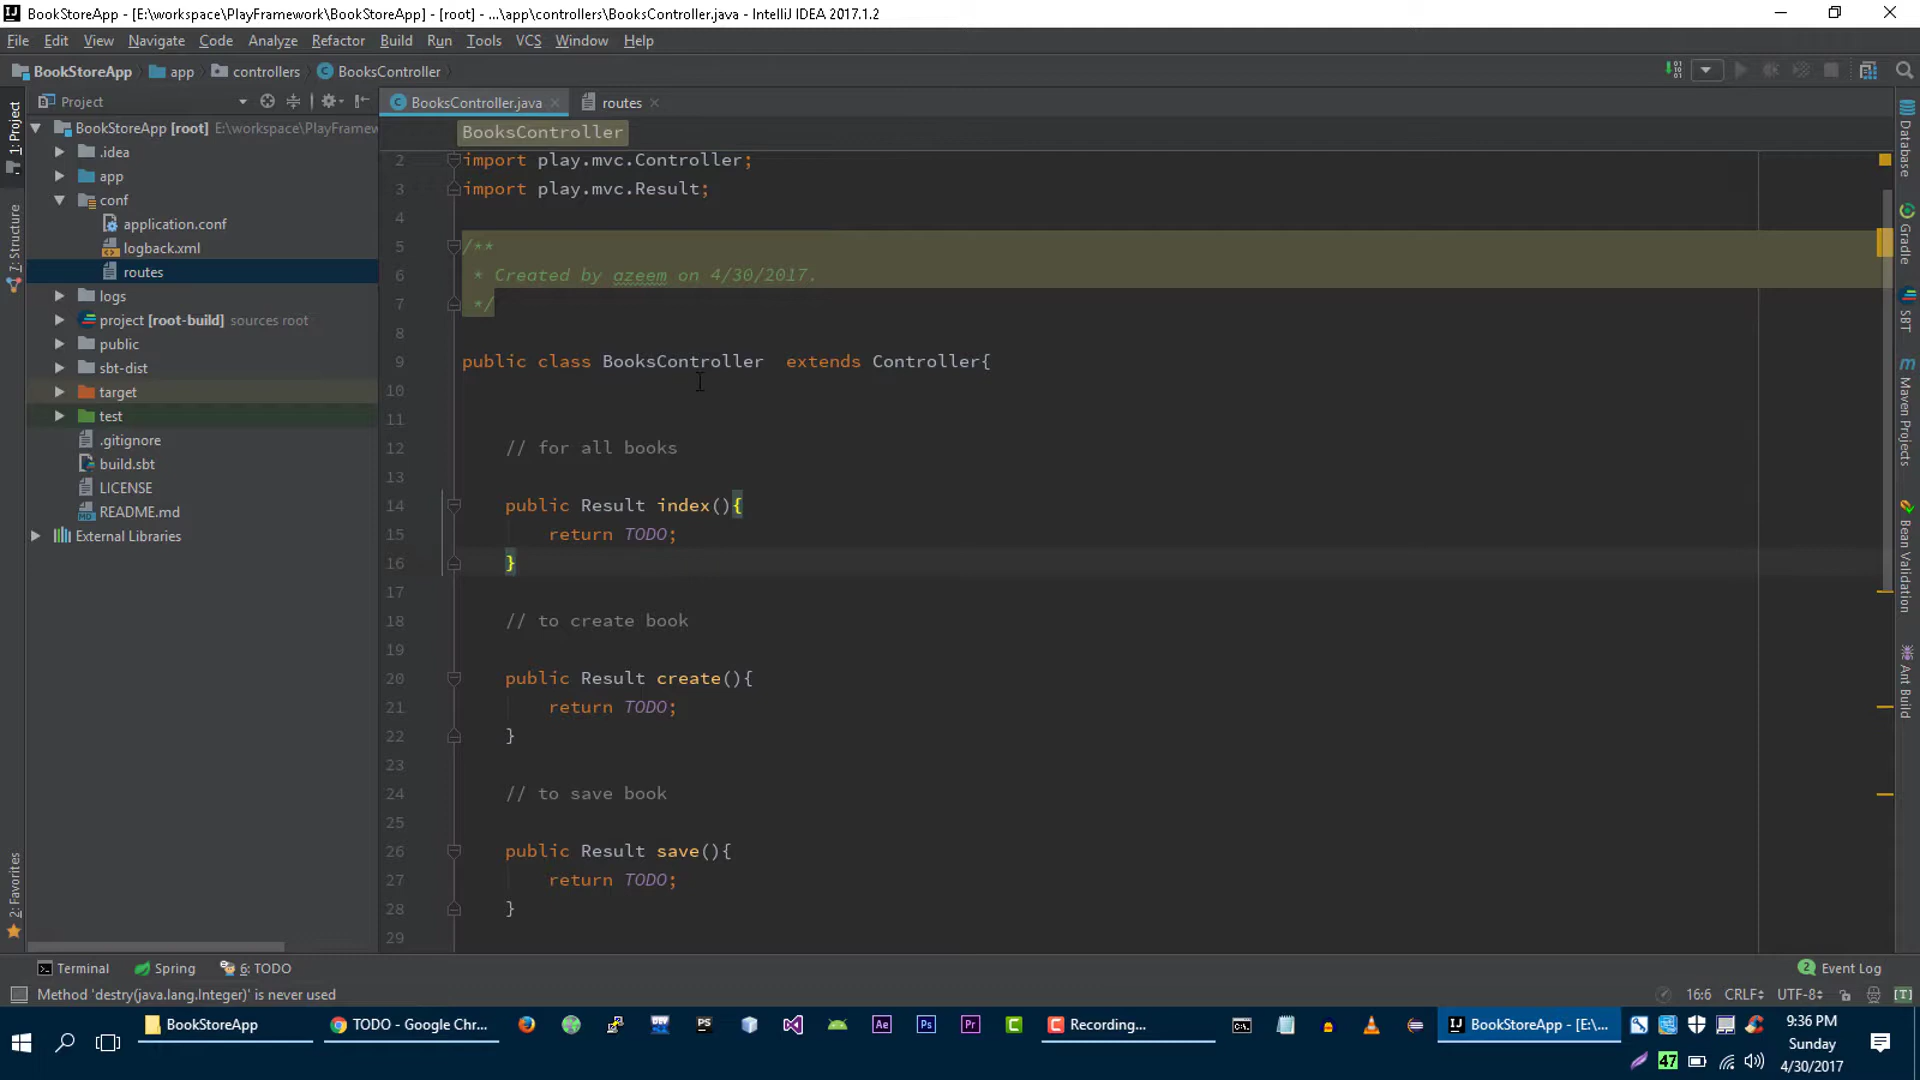 BookStoreApp - [E:\workspace\PlayFramework\BookStoreApp] - [root] - ...\app\controllers\BooksController.java - IntelliJ IDEA 2017.1.2
File Edit View Navigate Code Analyze Refactor Build Run Tools VCS Window Help
BookStoreApp app controllers BooksController
Project
BooksController.java
routes
1: Project
7: Structure
2: Favorites
BookStoreApp [root] E:\workspace\PlayFramew
.idea
app
conf
application.conf
logback.xml
routes
logs
project [root-build] sources root
public
sbt-dist
target
test
.gitignore
build.sbt
LICENSE
README.md
External Libraries
BooksController
2 import play.mvc.Controller;
3 import play.mvc.Result;
4
5 /**
6 * Created by azeem on 4/30/2017.
7 */
8
9 public class BooksController  extends Controller{
10
11
12 // for all books
13
14 public Result index(){
15 return TODO;
16 }
17
18 // to create book
19
20 public Result create(){
21 return TODO;
22 }
23
24 // to save book
25
26 public Result save(){
27 return TODO;
28 }
29
Database
Gradle
SBT
Maven Projects
Bean Validation
Ant Build
Terminal Spring 6: TODO
2 Event Log
Method 'destry(java.lang.Integer)' is never used
16:6 CRLF UTF-8 [T]
BookStoreApp
TODO - Google Chr...
Recording...
BookStoreApp - [E:\...
47
9:36 PM
Sunday
4/30/2017